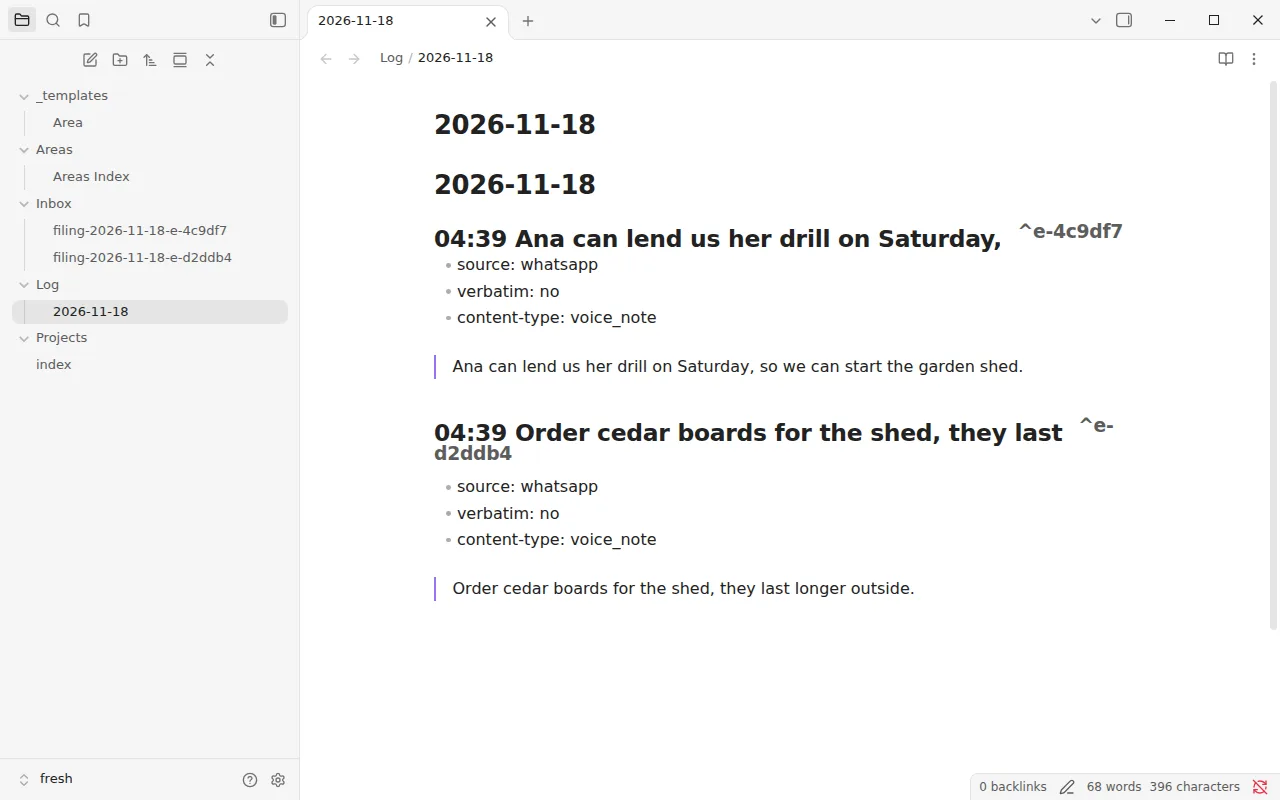 2026-11-18
Log / 2026-11-18
_templates
Area
Areas
Areas Index
Inbox
filing-2026-11-18-e-4c9df7
filing-2026-11-18-e-d2ddb4
Log
2026-11-18
Projects
index
fresh
2026-11-18
2026-11-18
04:39 Ana can lend us her drill on Saturday, ^e-4c9df7
source: whatsapp
verbatim: no
content-type: voice_note
Ana can lend us her drill on Saturday, so we can start the garden shed.
04:39 Order cedar boards for the shed, they last ^e-
d2ddb4
source: whatsapp
verbatim: no
content-type: voice_note
Order cedar boards for the shed, they last longer outside.
0 backlinks 68 words 396 characters